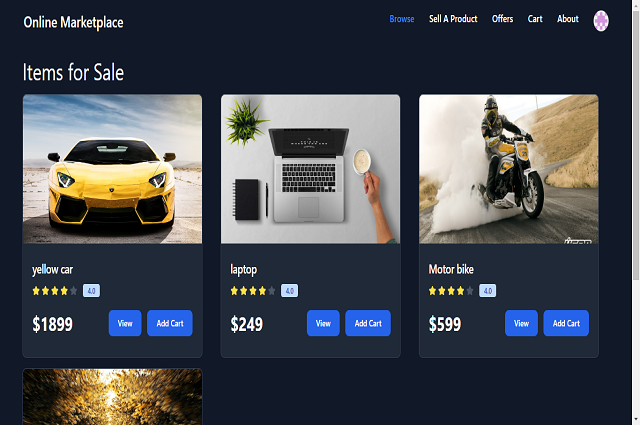 Online Marketplace
Browse
Sell A Product
Offers
Cart
About
Items for Sale
yellow car
4.0
$1899
View
Add Cart
laptop
4.0
$249
View
Add Cart
Motor bike
4.0
$599
View
Add Cart